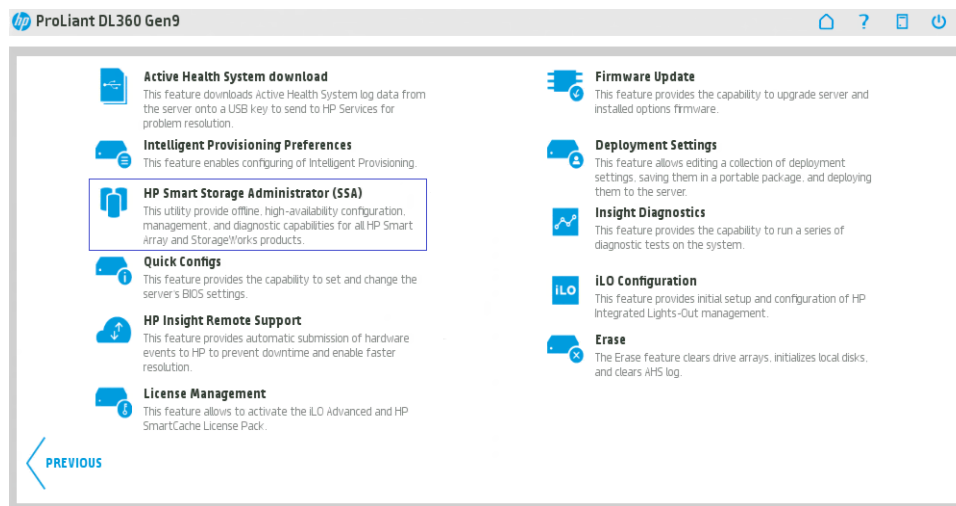 hp ProLiant DL360 Gen9
?
Active Health System download
This feature downloads Active Health System log data from
the server onto a USB key to send to HP Services for
problem resolution.
Intelligent Provisioning Preferences
This feature enables configuring of Intelligent Provisioning.
HP Smart Storage Administrator (SSA)
This utility provide offline, high-availability configuration,
management, and diagnostic capabilities for all HP Smart
Array and StorageWorks products.
Quick Configs
This feature provides the capability to set and change the
server's BIOS settings.
HP Insight Remote Support
This feature provides automatic submission of hardware
events to HP to prevent downtime and enable faster
resolution.
License Management
This feature allows to activate the iLO Advanced and HP
SmartCache License Pack.
Firmware Update
This feature provides the capability to upgrade server and
installed options firmware.
Deployment Settings
This feature allows editing a collection of deployment
settings, saving them in a portable package, and deploying
them to the server.
Insight Diagnostics
This feature provides the capability to run a series of
diagnostic tests on the system.
iLO
iLO Configuration
This feature provides initial setup and configuration of HP
Integrated Lights-Out management.
Erase
The Erase feature clears drive arrays, initializes local disks,
and clears AHS log.
PREVIOUS